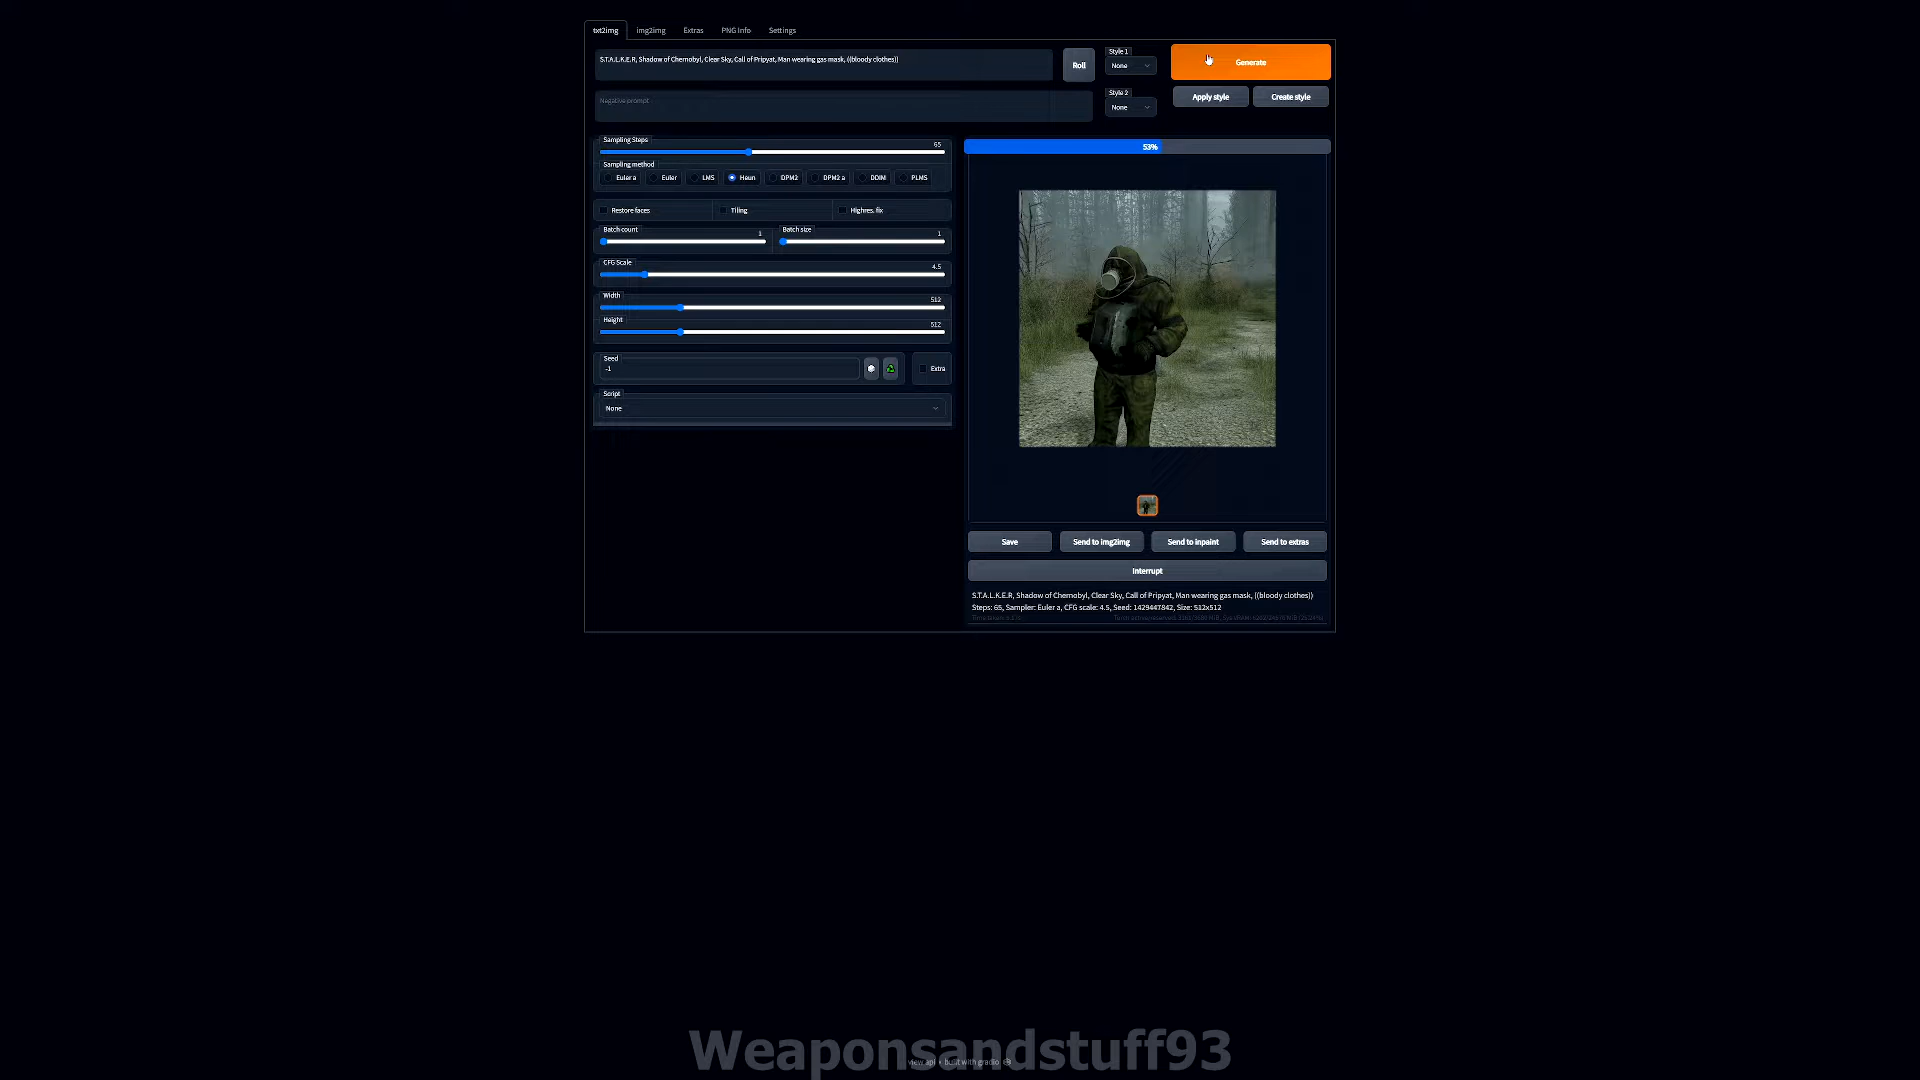 txt2img
img2img
Extras
PNG Info
Settings
S.T.A.L.K.E.R, Shadow of Chernobyl, Clear Sky, Call of Pripyat, Man wearing gas mask, ((bloody clothes))
Roll
Style 1
None
Generate
Negative prompt
Style 2
None
Apply style
Create style
Sampling Steps
65
Sampling method
Euler a
Euler
LMS
Heun
DPM2
DPM2 a
DDIM
PLMS
Restore faces
Tiling
Highres. fix
Batch count
1
Batch size
1
CFG Scale
4.5
Width
512
Height
512
Seed
-1
Extra
Script
None
53%
Save
Send to img2img
Send to inpaint
Send to extras
Interrupt
S.T.A.L.K.E.R, Shadow of Chernobyl, Clear Sky, Call of Pripyat, Man wearing gas mask, ((bloody clothes))
Steps: 65, Sampler: Euler a, CFG scale: 4.5, Seed: 1429447842, Size: 512x512
Weaponsandstuff93
view api • built with gradio